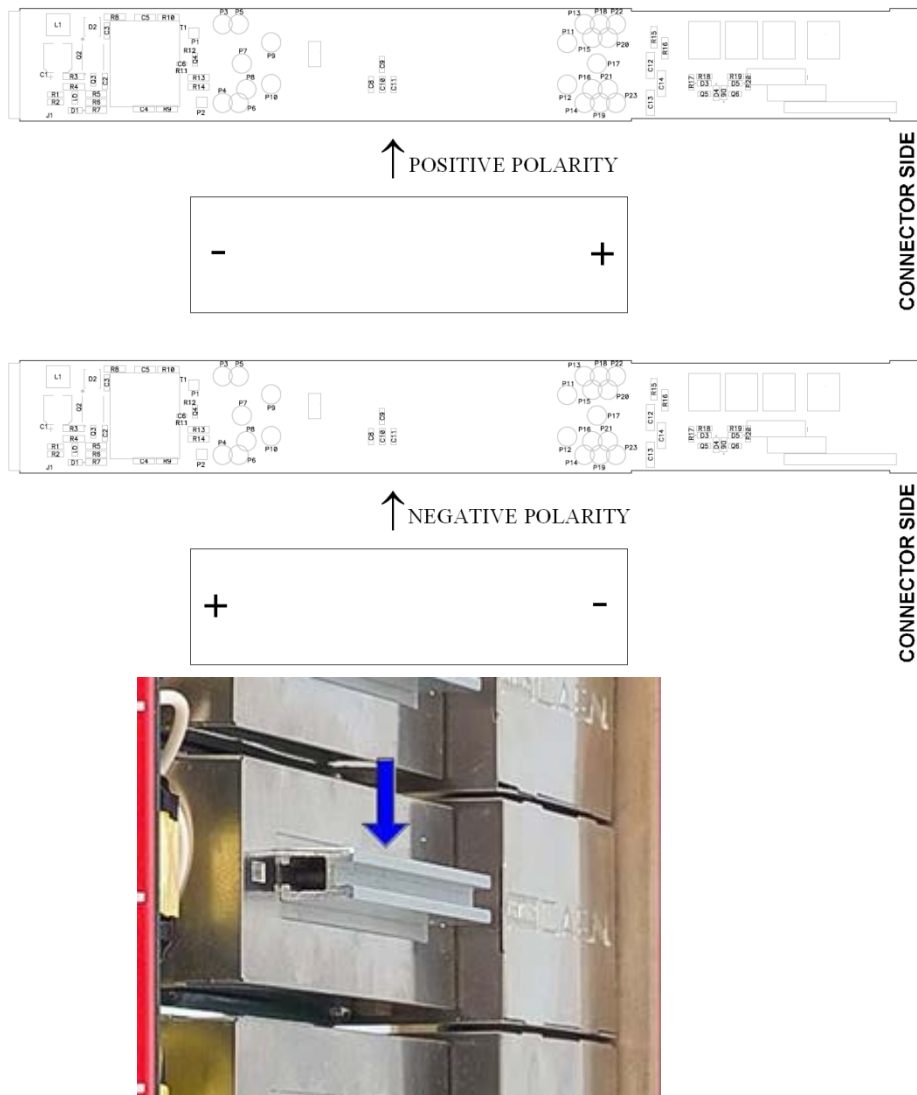 P3 P5 P13 P18 P22
L1 D2 C3 R8 C5 R10 T1 P1 P11 P15 P20 R15 R16
Q2 R12 Q4 C6 R13 P7 P9 P17 C12
C1 R3 Q3 C2 R13 P8 C9 P16 P21 C14 R17 R18 R19
R4 R14 C8 C10 C11 P12 D3 D5 P20
R1 R5 P4 P10 P14 P23 Q5 D4 Q6
R2 R6 P2 P6 P19 C13
J1 D1 R7 C4 R9
POSITIVE POLARITY
- +
CONNECTOR SIDE
P3 P5 P13 P18 P22
L1 D2 C3 R8 C5 R10 T1 P11 P15 P20 R15 R16
Q2 R12 Q4 C6 R13 P7 P9 P17 C12
C1 R3 Q3 C2 P8 C9 P16 P21 C14 R17 R18 R19
R4 R14 C8 C10 C11 P12 D3 D5 P20
R1 R5 P4 P10 P14 P23 Q5 D4 Q6
R2 R6 P2 P6 P19 C13
J1 D1 R7 C4 R9
NEGATIVE POLARITY
+ -
CONNECTOR SIDE
CAEN
CAEN